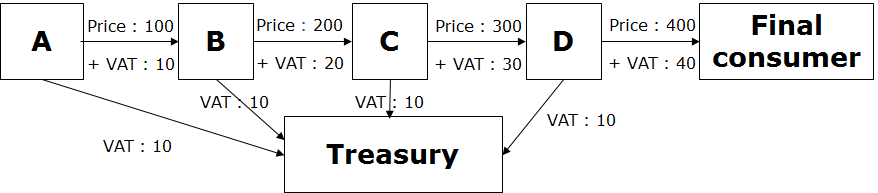 A
Price : 100
+ VAT : 10
B
Price : 200
+ VAT : 20
C
Price : 300
+ VAT : 30
D
Price : 400
+ VAT : 40
Final
consumer
VAT : 10
VAT : 10
VAT : 10
VAT : 10
Treasury